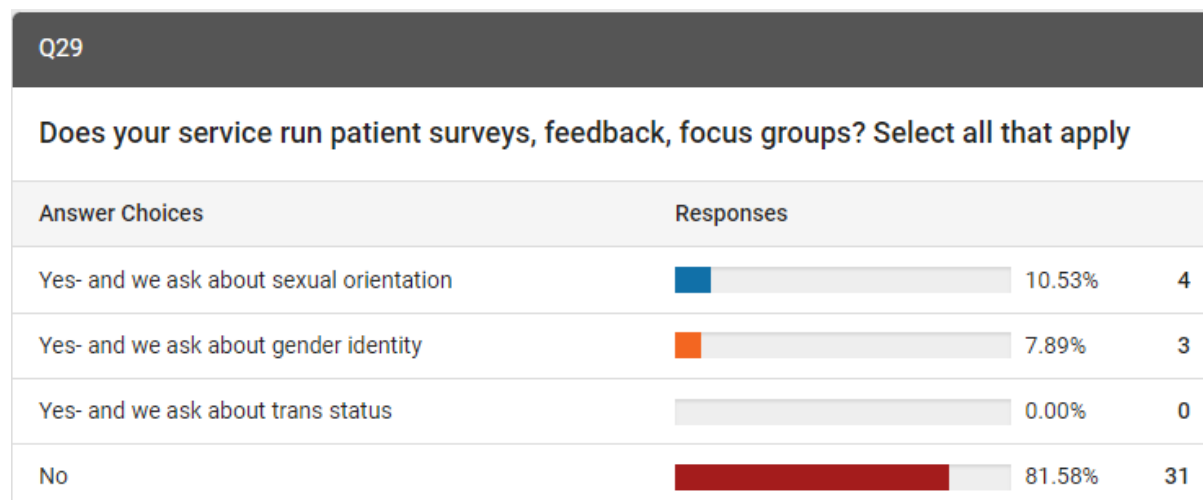 Q29
Does your service run patient surveys, feedback, focus groups? Select all that apply
Answer Choices Responses
Yes- and we ask about sexual orientation 10.53% 4
Yes- and we ask about gender identity 7.89% 3
Yes- and we ask about trans status 0.00% 0
No 81.58% 31